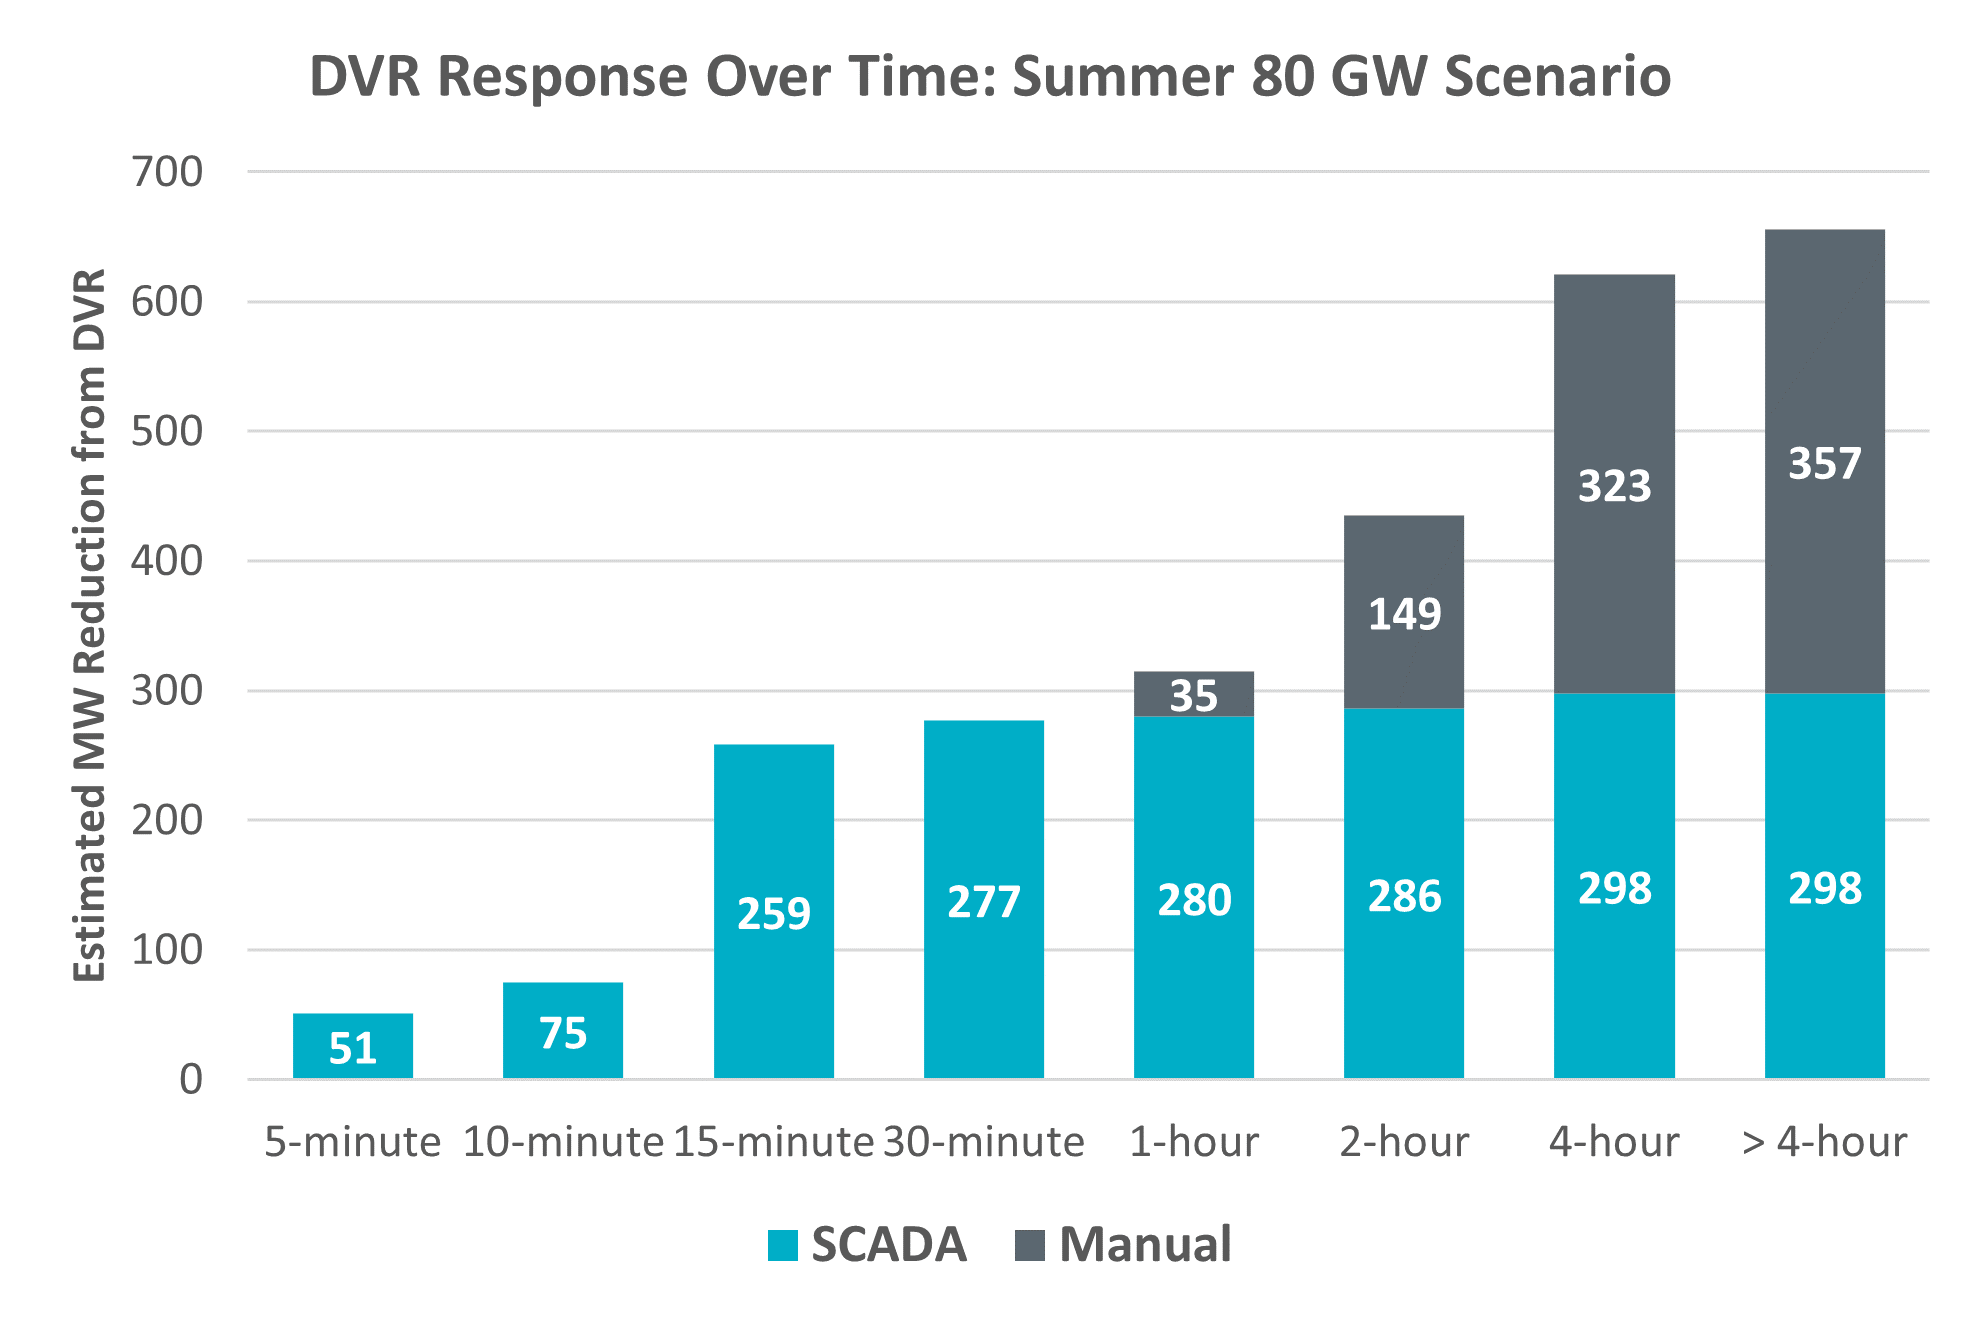 DVR Response Over Time: Summer 80 GW Scenario
Estimated MW Reduction from DVR
700
600
500
400
300
200
100
0
51
75
259
277
280
35
286
149
298
323
298
357
5-minute
10-minute
15-minute
30-minute
1-hour
2-hour
4-hour
> 4-hour
SCADA
Manual